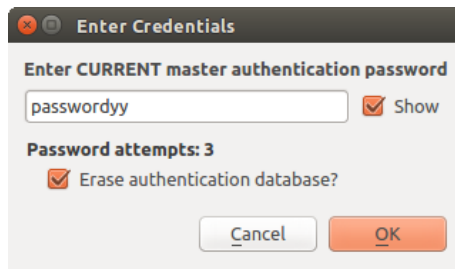 Enter Credentials
Enter CURRENT master authentication password
passwordyy Show
Password attempts: 3
Erase authentication database?
Cancel OK